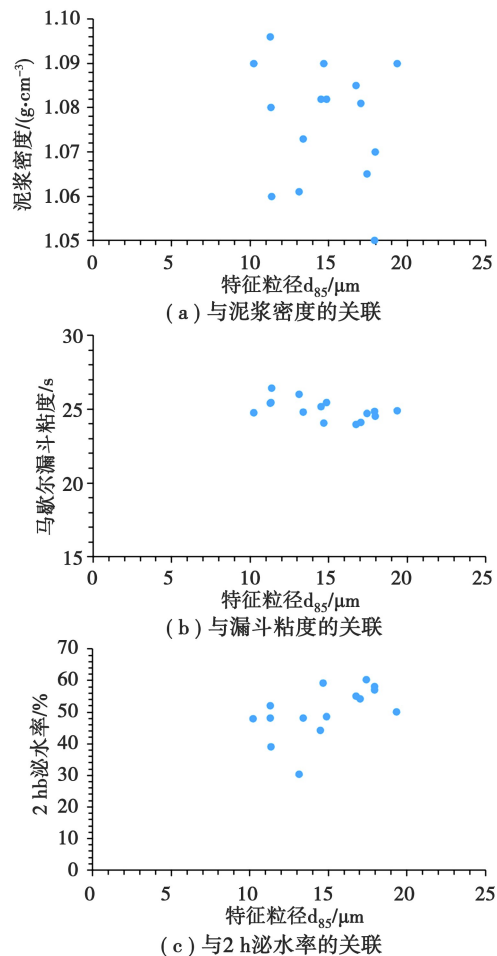 泥浆密度/(g·cm⁻³)
1.10
1.09
1.08
1.07
1.06
1.05
0 5 10 15 20 25
特征粒径d₈₅/μm
(a)与泥浆密度的关联
马歇尔漏斗粘度/s
30
25
20
15
0 5 10 15 20 25
特征粒径d₈₅/μm
(b)与漏斗粘度的关联
2 hb泌水率/%
70
60
50
40
30
20
10
0
0 5 10 15 20 25
特征粒径d₈₅/μm
(c)与2 h泌水率的关联